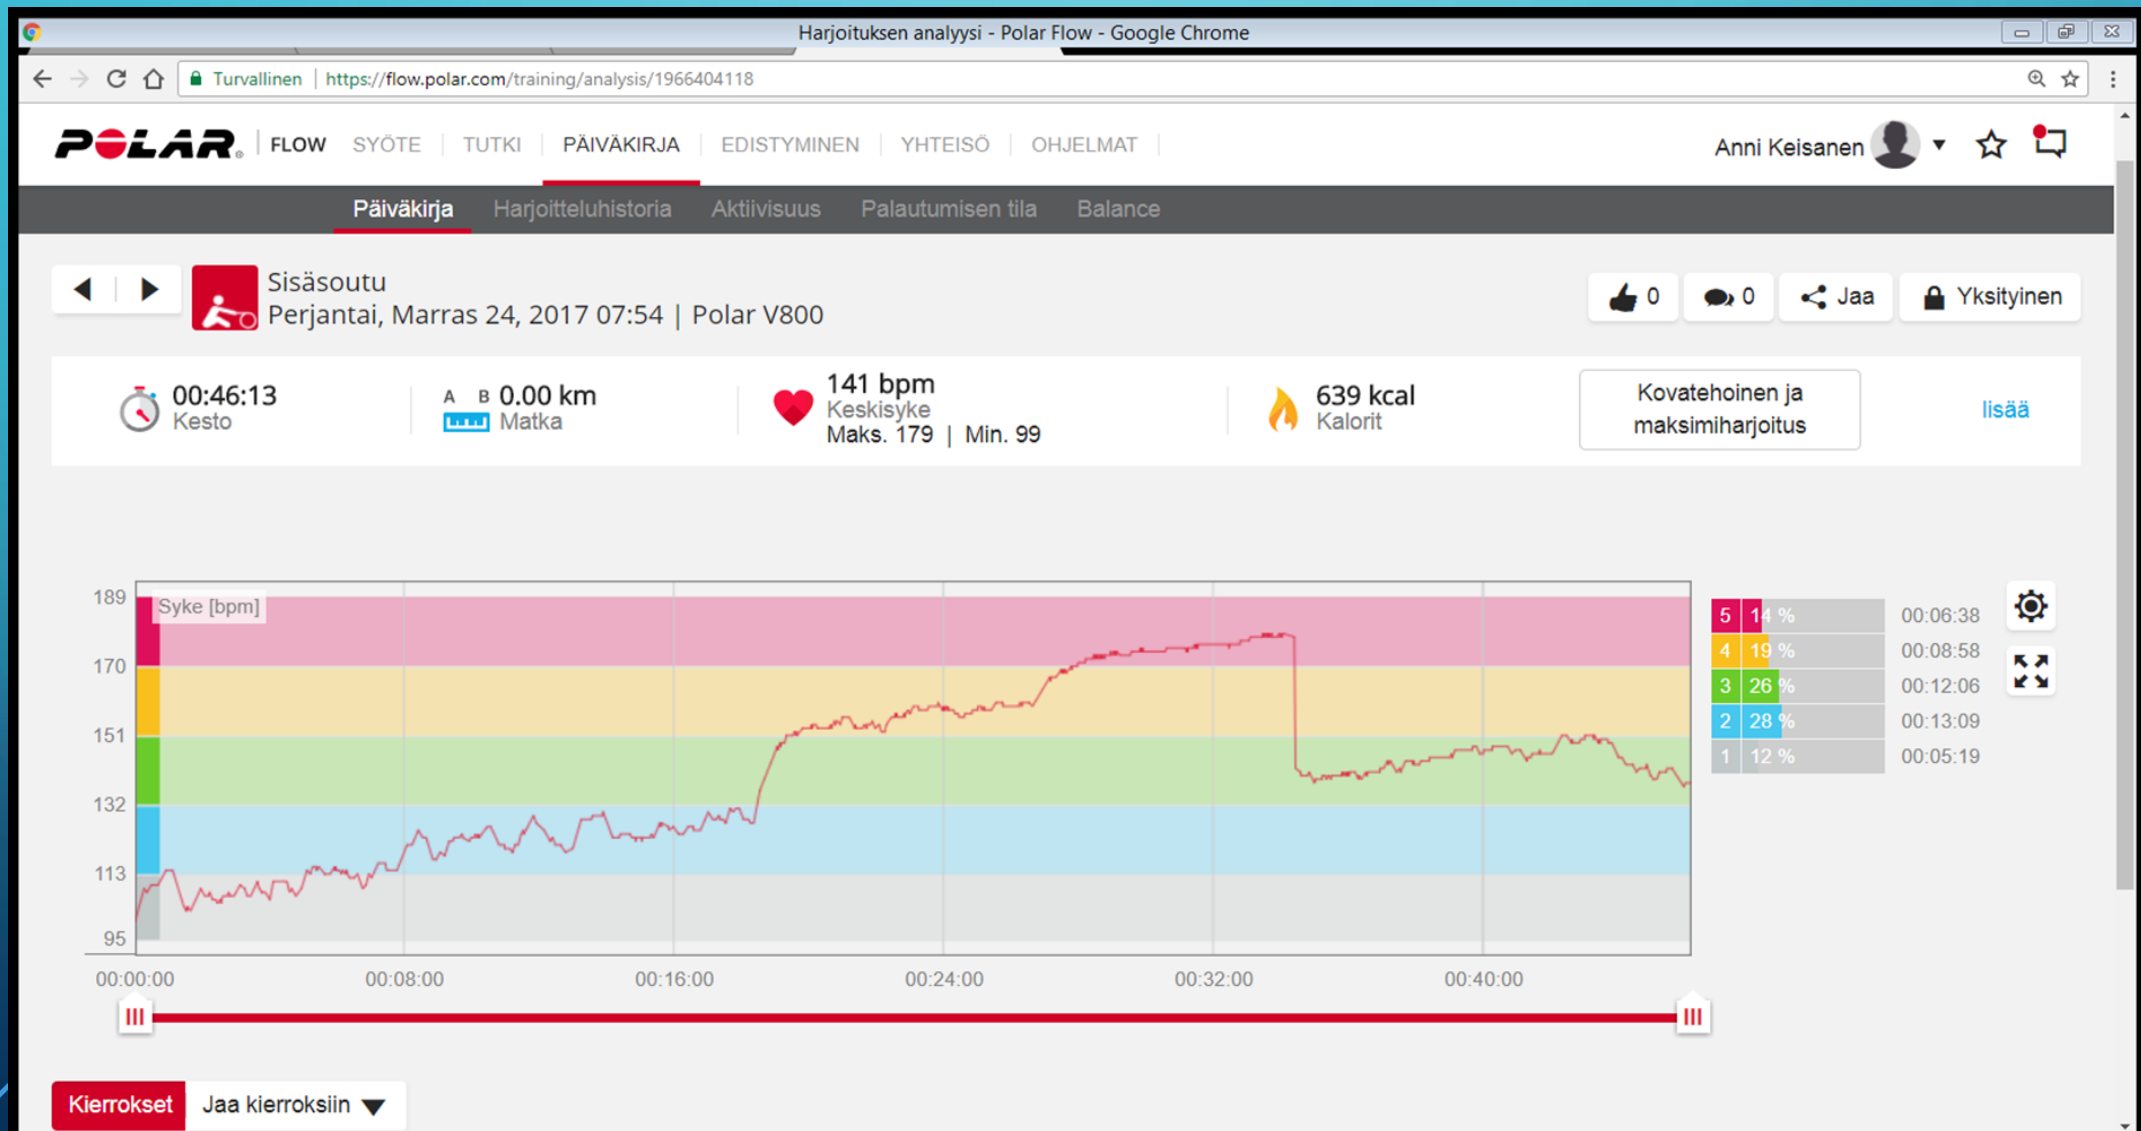 Harjoituksen analyysi - Polar Flow - Google Chrome
Turvallinen | https://flow.polar.com/training/analysis/1966404118
POLAR. FLOW SYÖTE TUTKI PÄIVÄKIRJA EDISTYMINEN YHTEISÖ OHJELMAT Anni Keisanen
Päiväkirja Harjoitteluhistoria Aktiivisuus Palautumisen tila Balance
Sisäsoutu
Perjantai, Marras 24, 2017 07:54 | Polar V800
0 0 Jaa Yksityinen
00:46:13
Kesto
A B 0.00 km
Matka
141 bpm
Keskisyke
Maks. 179 | Min. 99
639 kcal
Kalorit
Kovatehoinen ja
maksimiharjoitus
lisää
Syke [bpm]
189
170
151
132
113
95
00:00:00 00:08:00 00:16:00 00:24:00 00:32:00 00:40:00
5 14 % 00:06:38
4 19 % 00:08:58
3 26 % 00:12:06
2 28 % 00:13:09
1 12 % 00:05:19
Kierrokset Jaa kierroksiin